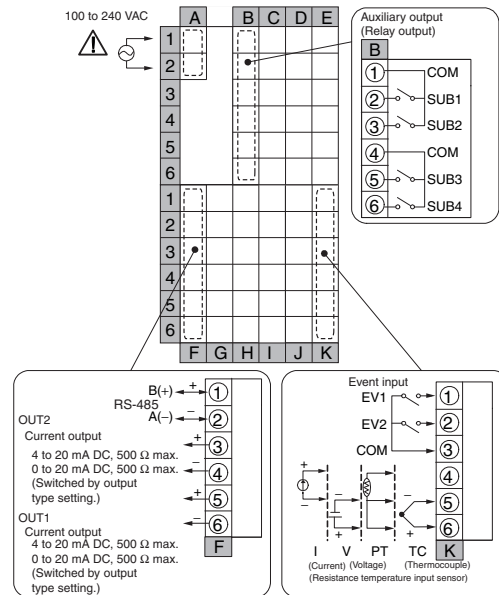 100 to 240 VAC
A B C D E
1
2
3
4
5
6
1
2
3
4
5
6
F G H I J K
Auxiliary output
(Relay output)
B
1 COM
2 SUB1
3 SUB2
4 COM
5 SUB3
6 SUB4
B(+) + 1
RS-485
A(−) − 2
OUT2
Current output
+ 3
4 to 20 mA DC, 500 Ω max.
− 4
0 to 20 mA DC, 500 Ω max.
(Switched by output
type setting.)
+ 5
OUT1
− 6
Current output
4 to 20 mA DC, 500 Ω max.
0 to 20 mA DC, 500 Ω max.
(Switched by output
type setting.)
F
Event input
EV1 1
EV2 2
COM 3
4
+ − − 5
− + + 6
I V PT TC K
(Current) (Voltage) (Thermocouple)
(Resistance temperature input sensor)